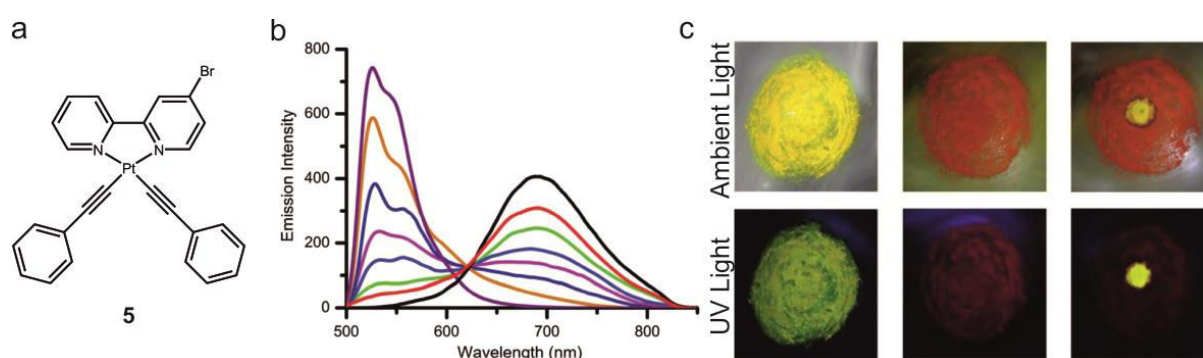 a
Br
N
N
Pt
5
b
Emission Intensity
800
600
400
200
0
500
600
700
800
Wavelength (nm)
c
Ambient Light
UV Light